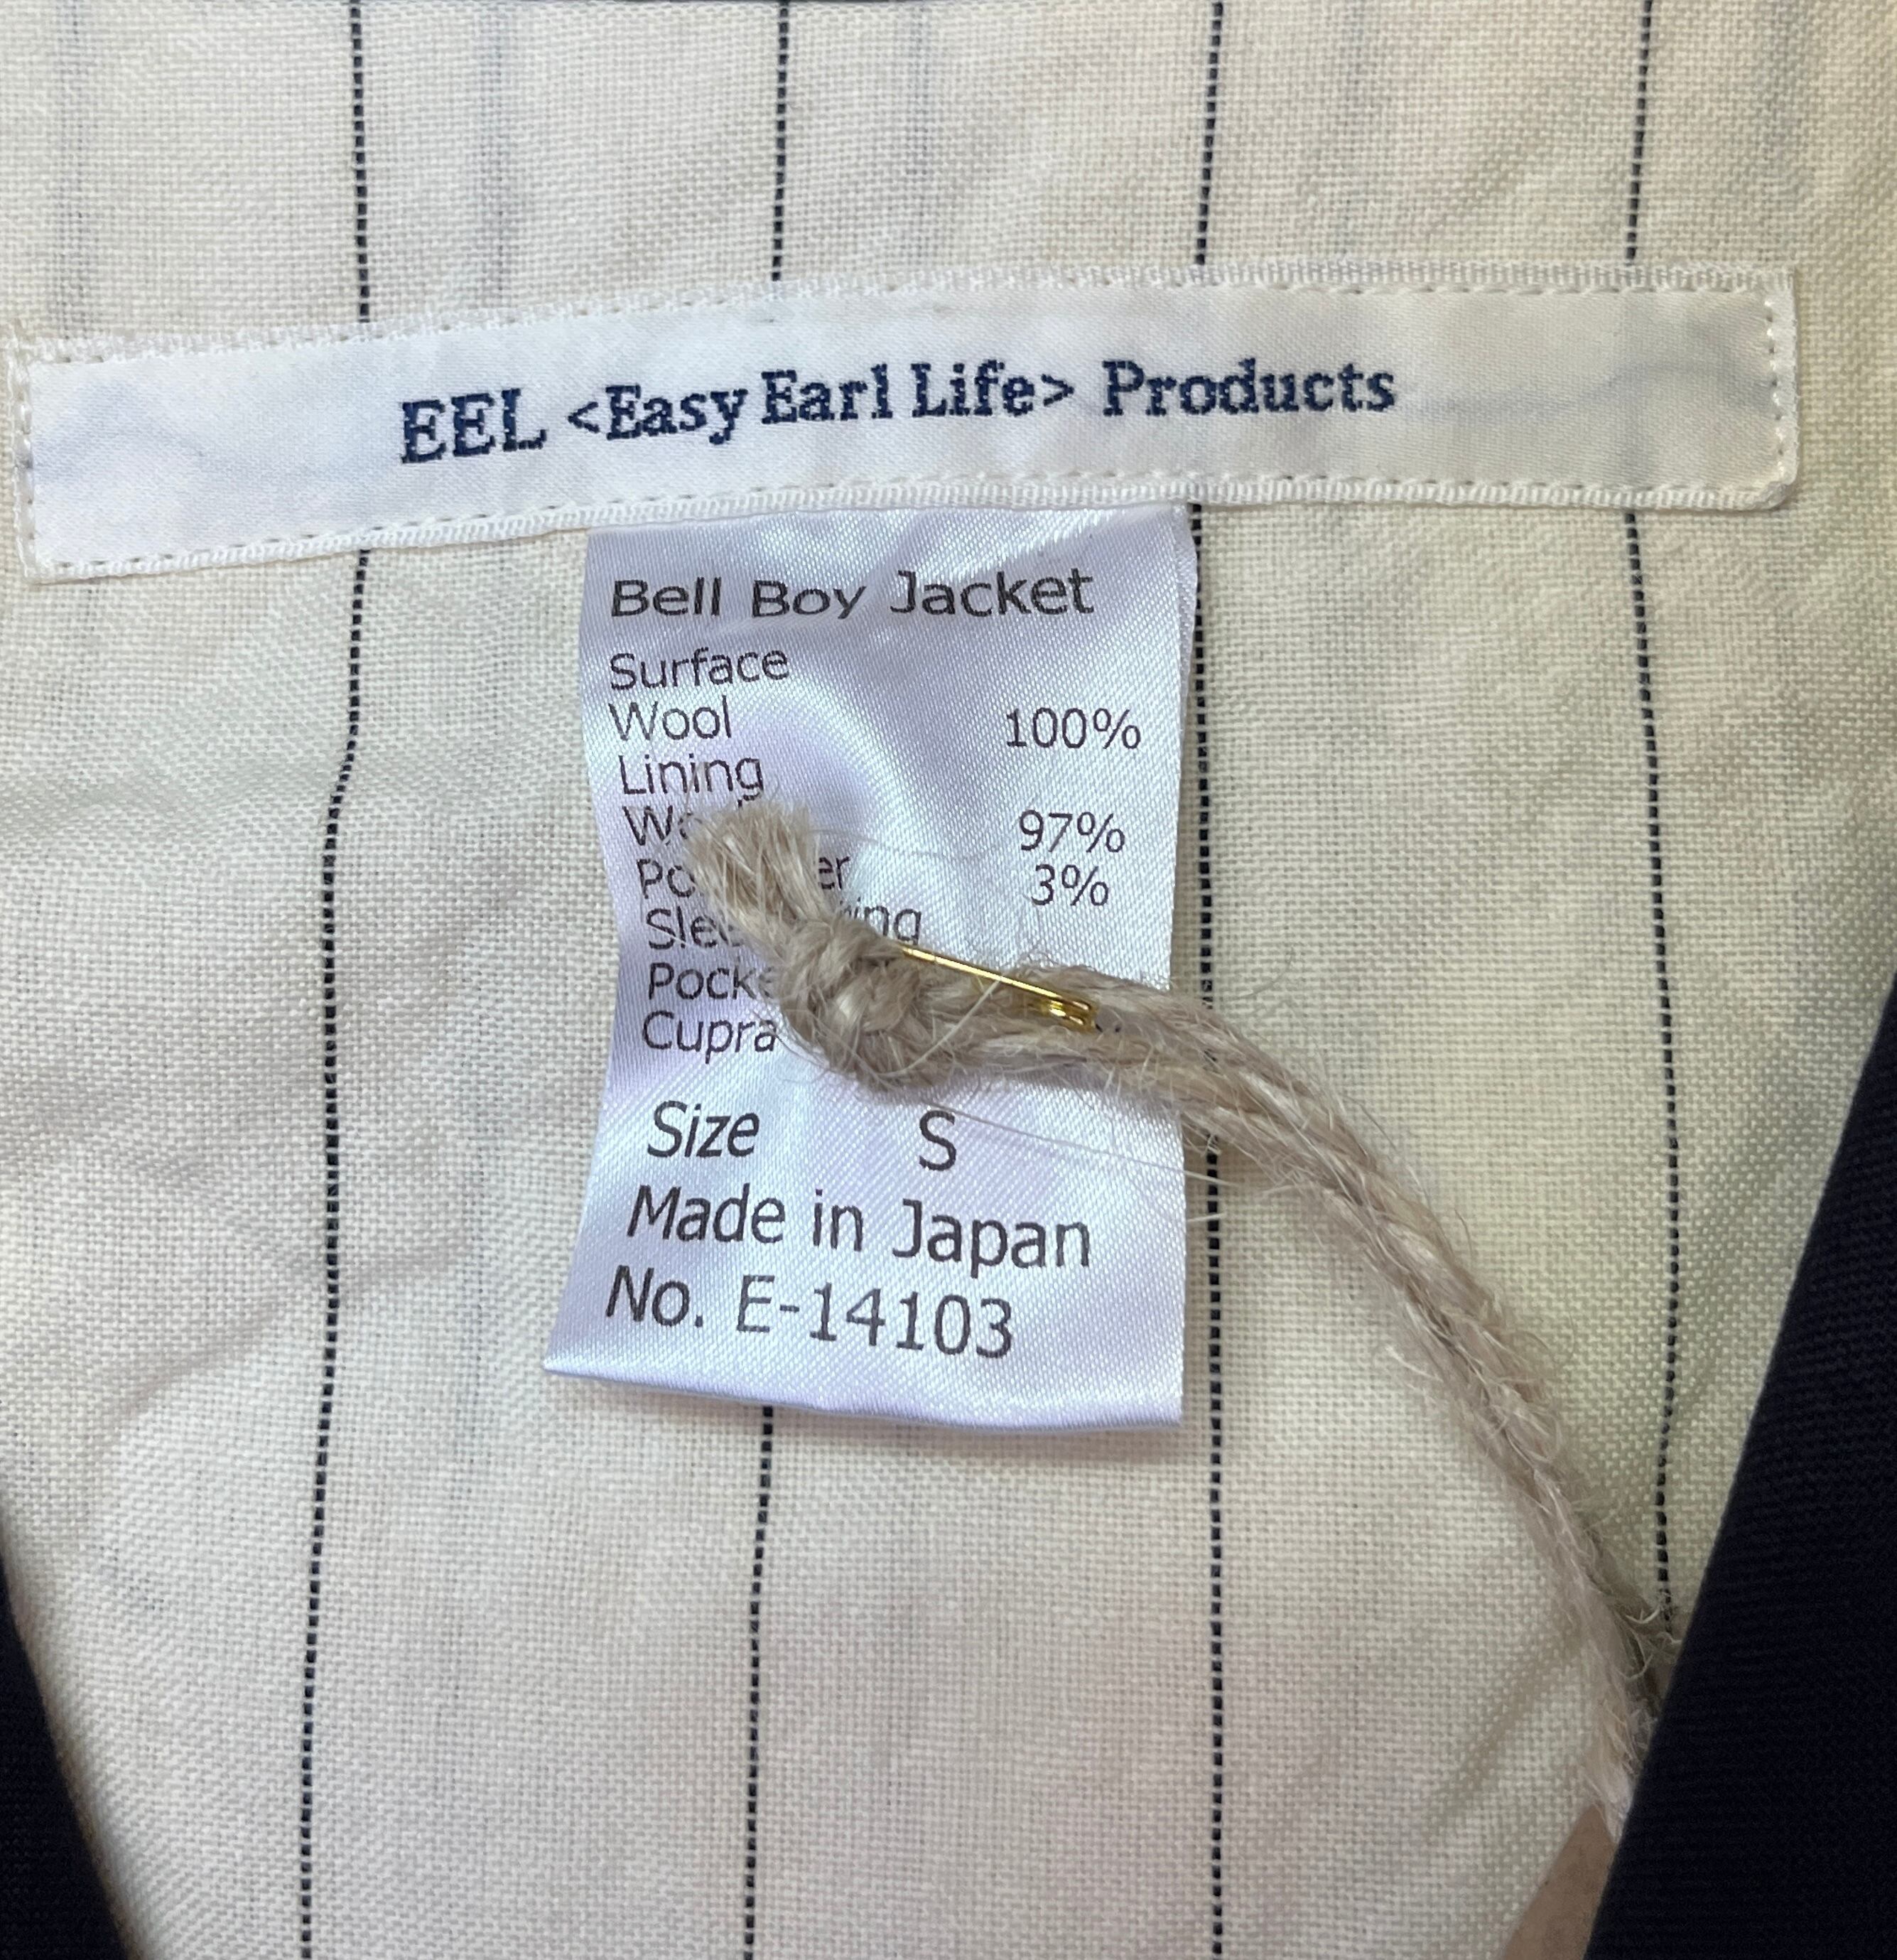 EEL <Easy Earl Life> Products
Bell Boy Jacket
Surface
Wool 100%
Lining
97%
3%
Cupra
Size S
Made in Japan
No. E-14103